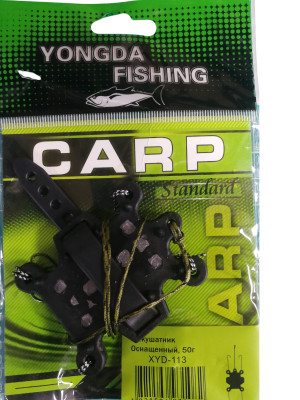 YONGDA
FISHING
CARP
Standard
ARP
кушатник
Оснащенный, 50г
XYD-113